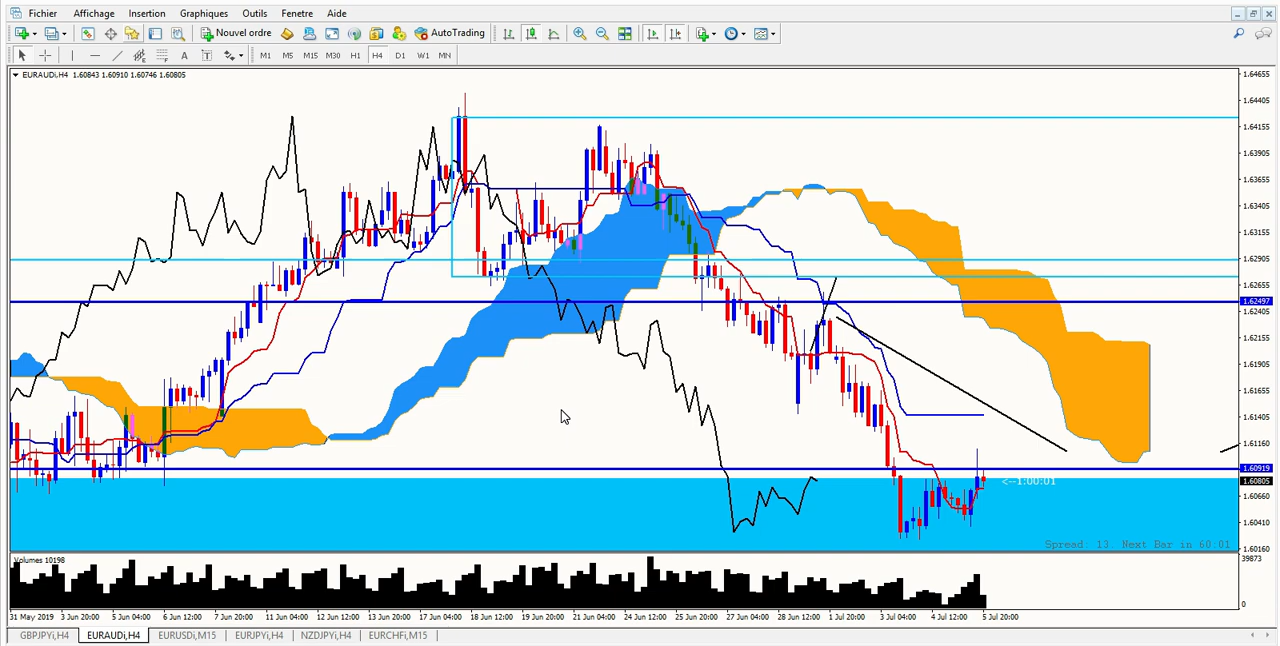 Fichier Affichage Insertion Graphiques Outils Fenetre Aide
Nouvel ordre AutoTrading
A T M1 M5 M15 M30 H1 H4 D1 W1 MN
EURAUDi,H4 1.60843 1.60910 1.60746 1.60805
1.64655
1.64405
1.64155
1.63905
1.63655
1.63405
1.63155
1.62905
1.62655
1.62497
1.62405
1.62155
1.61905
1.61655
1.61405
1.61160
1.60919
<--1:00:01 1.60805
1.60660
1.60410
Spread: 13. Next Bar in 60:01 1.60160
Volumes 10198 39873
0
31 May 2019 3 Jun 20:00 5 Jun 04:00 6 Jun 12:00 7 Jun 20:00 11 Jun 04:00 12 Jun 12:00 13 Jun 20:00 17 Jun 04:00 18 Jun 12:00 19 Jun 20:00 21 Jun 04:00 24 Jun 12:00 25 Jun 20:00 27 Jun 04:00 28 Jun 12:00 1 Jul 20:00 3 Jul 04:00 4 Jul 12:00 5 Jul 20:00
GBPJPYi,H4 EURAUDi,H4 EURUSDi,M15 EURJPYi,H4 NZDJPYi,H4 EURCHFi,M15